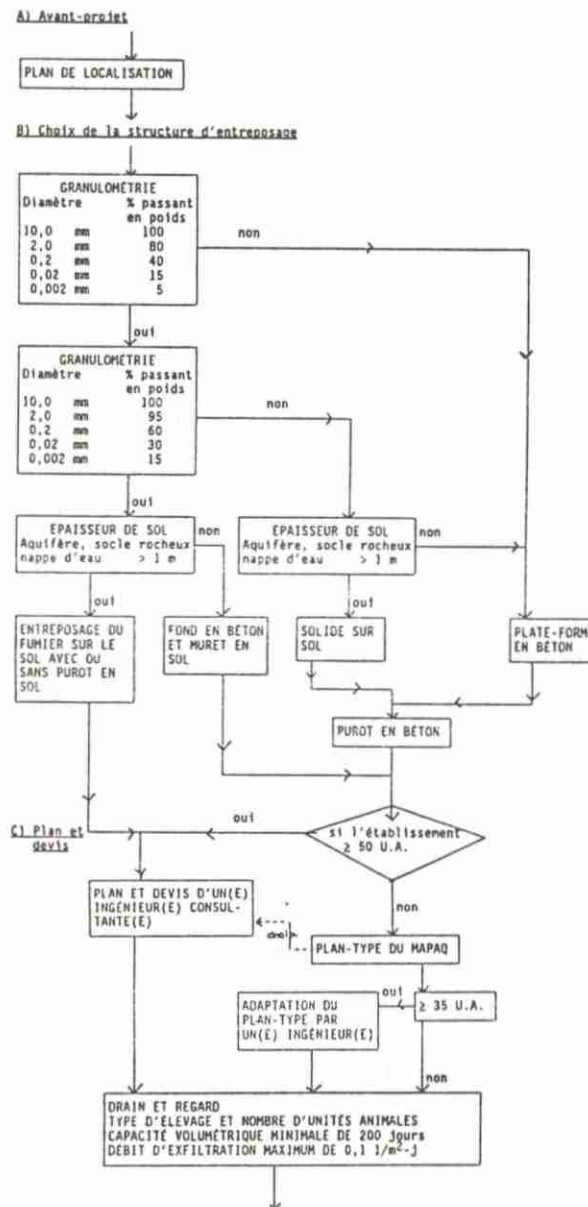 A) Avant-projet
PLAN DE LOCALISATION
B) Choix de la structure d'entreposage
GRANULOMÉTRIE
Diamètre % passant
en poids
10,0 mm 100
2,0 mm 80
0,2 mm 40
0,02 mm 15
0,002 mm 5
non
oui
GRANULOMÉTRIE
Diamètre % passant
en poids
10,0 mm 100
2,0 mm 95
0,2 mm 60
0,02 mm 30
0,002 mm 15
non
oui
oui
EPAISSEUR DE SOL
Aquifère, socle rocheux
nappe d'eau > 1 m
non
EPAISSEUR DE SOL
Aquifère, socle rocheux
nappe d'eau > 1 m
non
oui
oui
ENTREPOSAGE DU
FUMIER SUR LE
SOL AVEC OU
SANS PUROT EN
SOL
FOND EN BÉTON
ET MURET EN
SOL
SOLIDE SUR
SOL
PLATE-FORM
EN BÉTON
PUROT EN BÉTON
C) Plan et
devis
oui
si l'établissement
≥ 50 U.A.
non
PLAN ET DEVIS D'UN(E)
INGÉNIEUR(E) CONSUL-
TANTE(E)
PLAN-TYPE DU MAPAQ
oui
≥ 35 U.A.
ADAPTATION DU
PLAN-TYPE PAR
UN(E) INGÉNIEUR(E)
non
DRAIN ET REGARD
TYPE D'ÉLEVAGE ET NOMBRE D'UNITÉS ANIMALES
CAPACITÉ VOLUMÉTRIQUE MINIMALE DE 200 jours
DÉBIT D'EXFILTRATION MAXIMUM DE 0,1 l/m²-j